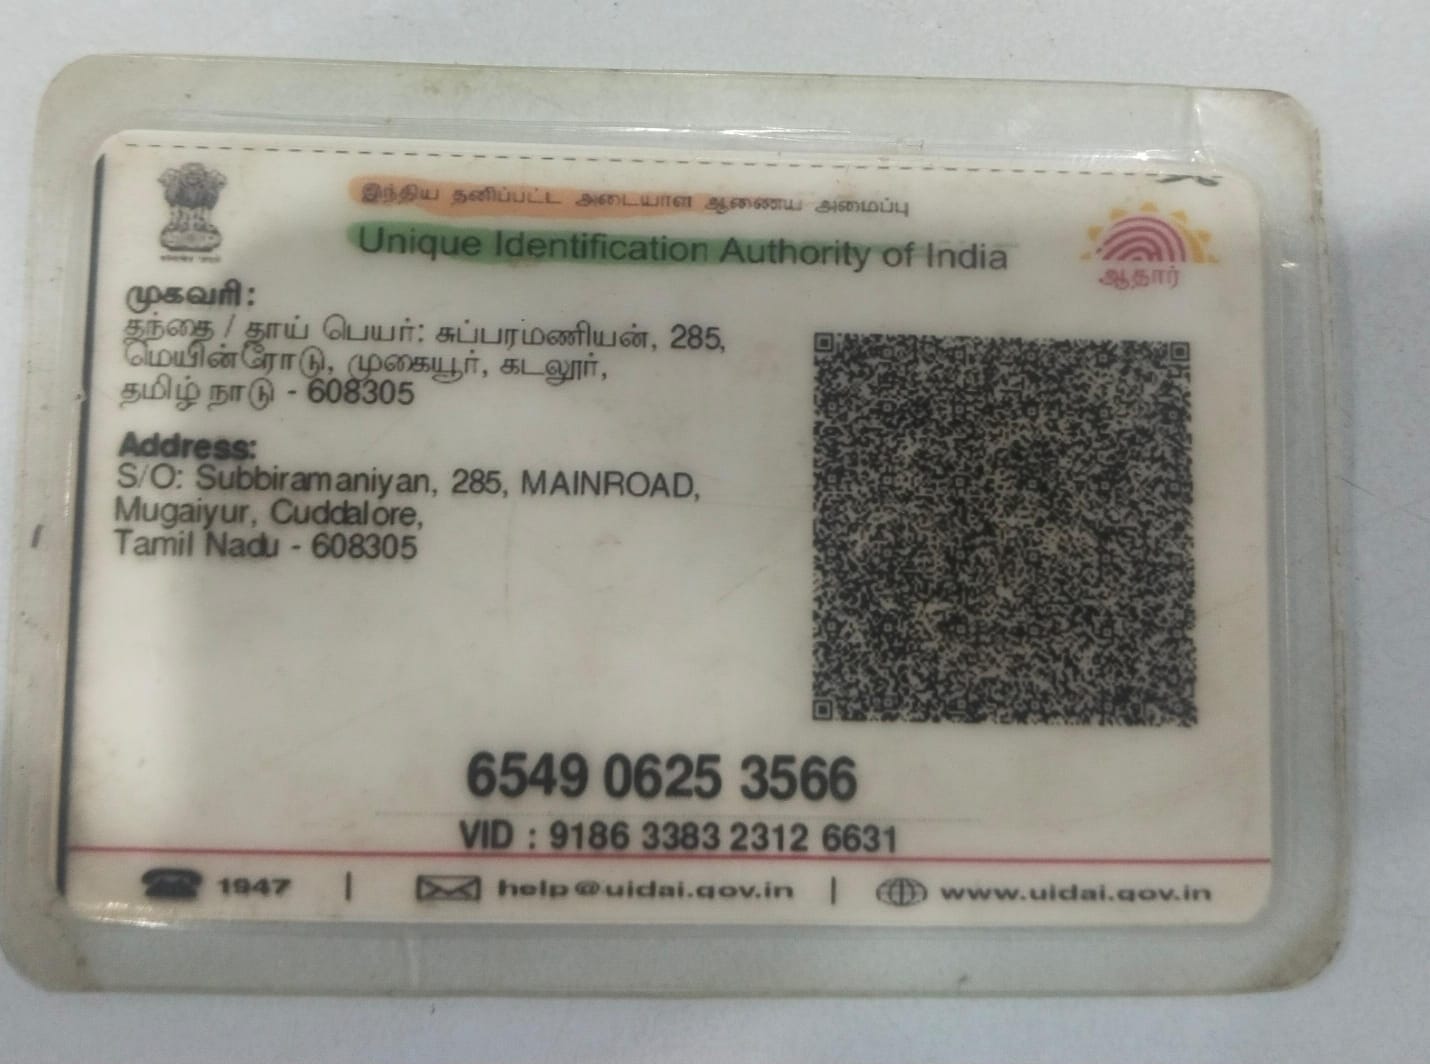 இந்திய தனிப்பட்ட அடையாள ஆணைய அமைப்பு
Unique Identification Authority of India
ஆதார்
முகவரி:
தந்தை / தாய் பெயர்: சுப்பரமணியன், 285,
மெயின்ரோடு, முகையூர், கடலூர்,
தமிழ் நாடு - 608305
Address:
S/O: Subbiramaniyan, 285, MAINROAD,
Mugaiyur, Cuddalore,
Tamil Nadu - 608305
6549 0625 3566
VID : 9186 3383 2312 6631
1947 | help@uidai.gov.in | www.uidai.gov.in